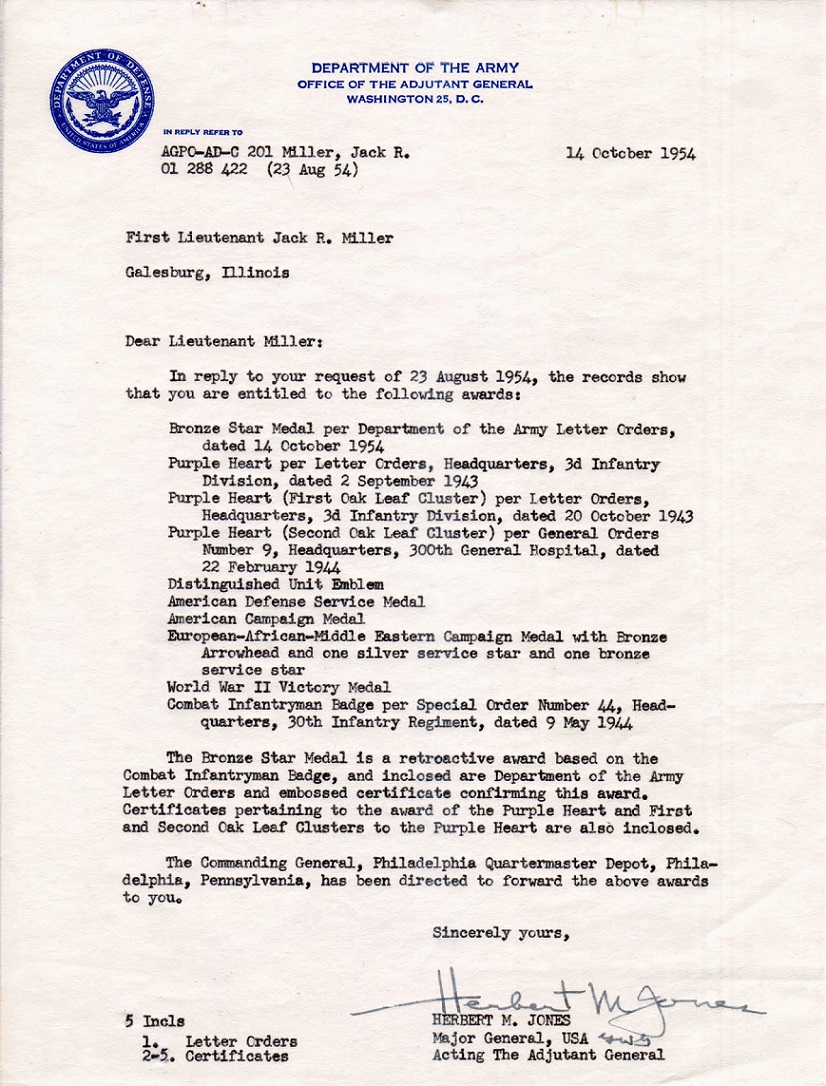 DEPARTMENT OF DEFENSE
UNITED STATES OF AMERICA
DEPARTMENT OF THE ARMY
OFFICE OF THE ADJUTANT GENERAL
WASHINGTON 25, D. C.
IN REPLY REFER TO
AGPO-AD-C 201 Miller, Jack R. 14 October 1954
01 288 422 (23 Aug 54)
First Lieutenant Jack R. Miller
Galesburg, Illinois
Dear Lieutenant Miller:
In reply to your request of 23 August 1954, the records show
that you are entitled to the following awards:
Bronze Star Medal per Department of the Army Letter Orders,
dated 14 October 1954
Purple Heart per Letter Orders, Headquarters, 3d Infantry
Division, dated 2 September 1943
Purple Heart (First Oak Leaf Cluster) per Letter Orders,
Headquarters, 3d Infantry Division, dated 20 October 1943
Purple Heart (Second Oak Leaf Cluster) per General Orders
Number 9, Headquarters, 300th General Hospital, dated
22 February 1944
Distinguished Unit Emblem
American Defense Service Medal
American Campaign Medal
European-African-Middle Eastern Campaign Medal with Bronze
Arrowhead and one silver service star and one bronze
service star
World War II Victory Medal
Combat Infantryman Badge per Special Order Number 44, Head-
quarters, 30th Infantry Regiment, dated 9 May 1944
The Bronze Star Medal is a retroactive award based on the
Combat Infantryman Badge, and inclosed are Department of the Army
Letter Orders and embossed certificate confirming this award.
Certificates pertaining to the award of the Purple Heart and First
and Second Oak Leaf Clusters to the Purple Heart are also inclosed.
The Commanding General, Philadelphia Quartermaster Depot, Phila-
delphia, Pennsylvania, has been directed to forward the above awards
to you.
Sincerely yours,
Herbert M. Jones
5 Incls HERBERT M. JONES
1. Letter Orders Major General, USA
2-5. Certificates Acting The Adjutant General